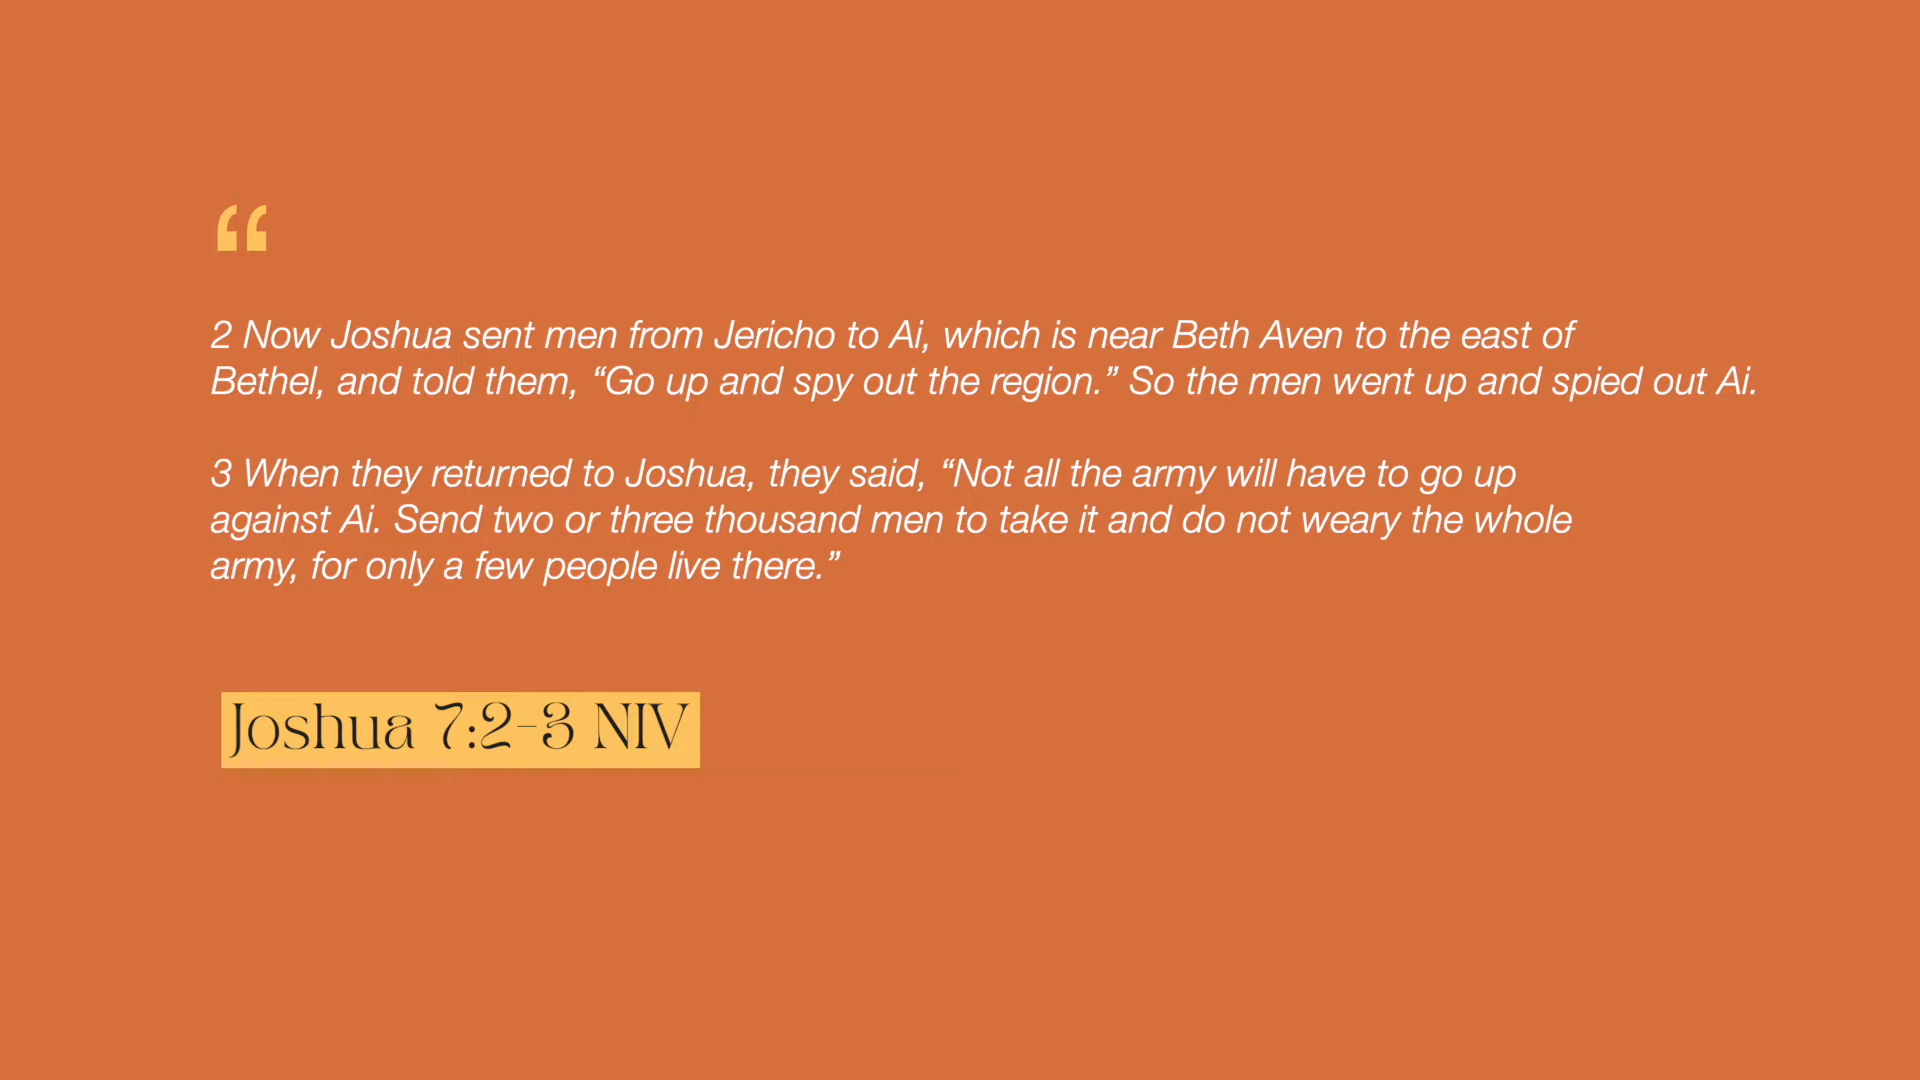 “
2 Now Joshua sent men from Jericho to Ai, which is near Beth Aven to the east of
Bethel, and told them, “Go up and spy out the region.” So the men went up and spied out Ai.
3 When they returned to Joshua, they said, “Not all the army will have to go up
against Ai. Send two or three thousand men to take it and do not weary the whole
army, for only a few people live there.”
Joshua 7:2-3 NIV